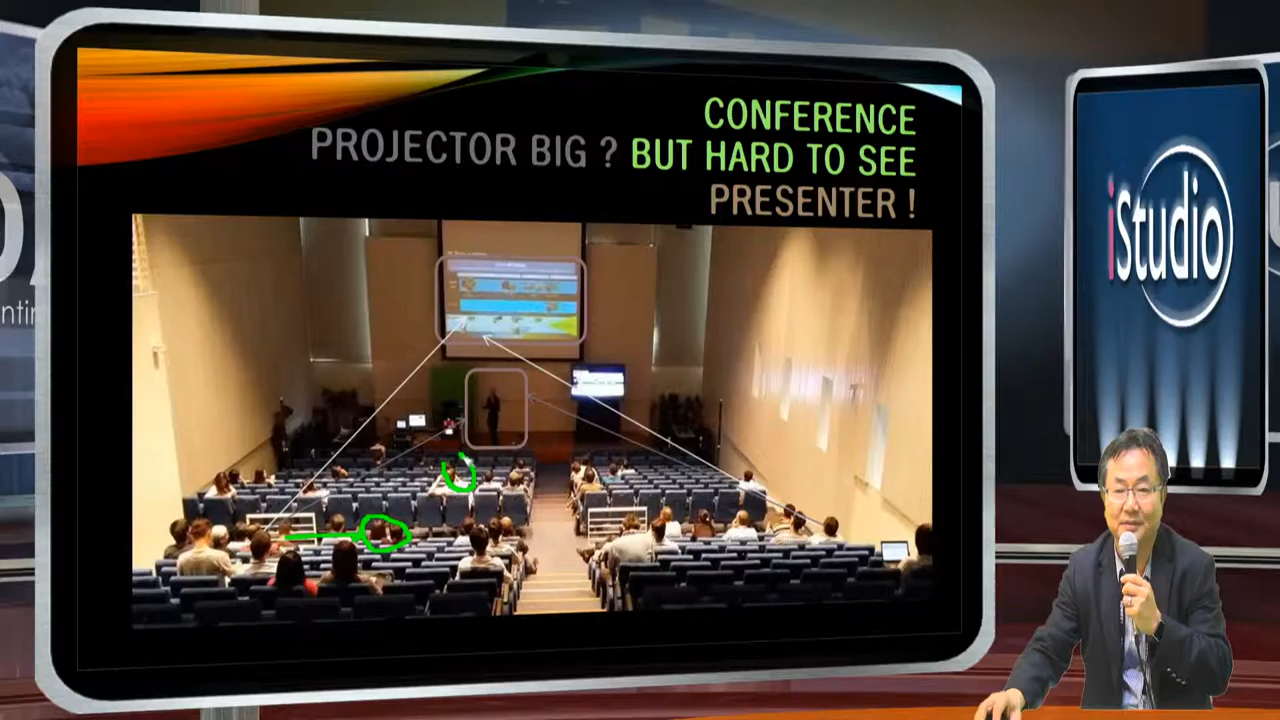 CONFERENCE
PROJECTOR BIG ? BUT HARD TO SEE
PRESENTER !
iStudio